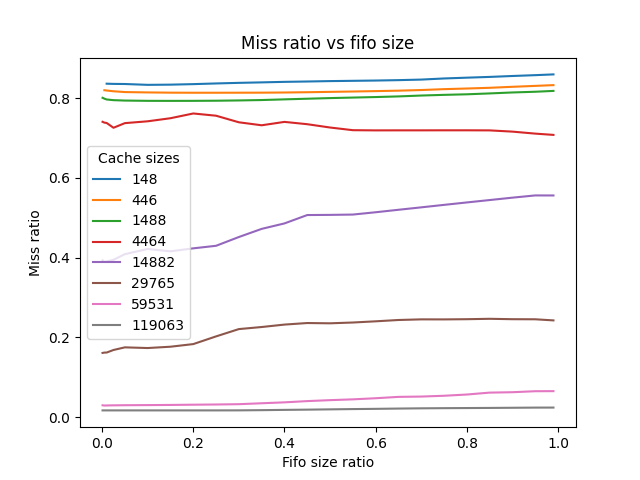 Miss ratio vs fifo size
Miss ratio
0.8
0.6
0.4
0.2
0.0
Cache sizes
148
446
1488
4464
14882
29765
59531
119063
0.0 0.2 0.4 0.6 0.8 1.0
Fifo size ratio